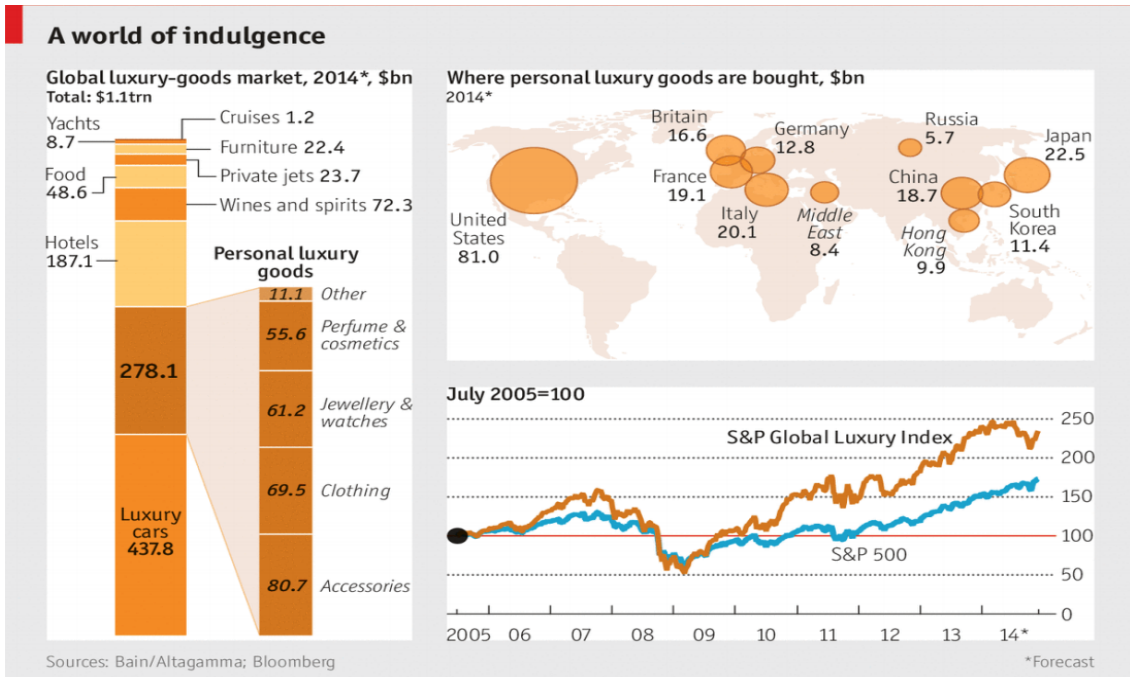 A world of indulgence
Global luxury-goods market, 2014*, $bn
Total: $1.1trn
Yachts
8.7
Cruises 1.2
Furniture 22.4
Private jets 23.7
Food
48.6
Wines and spirits 72.3
Hotels
187.1
278.1
Luxury
cars
437.8
Personal luxury
goods
11.1 Other
55.6 Perfume &
cosmetics
61.2 Jewellery &
watches
69.5 Clothing
80.7 Accessories
Where personal luxury goods are bought, $bn
2014*
United
States
81.0
Britain
16.6
Germany
12.8
France
19.1
Italy
20.1
Middle
East
8.4
Russia
5.7
China
18.7
Hong
Kong
9.9
Japan
22.5
South
Korea
11.4
July 2005=100
S&P Global Luxury Index
S&P 500
250
200
150
100
50
0
2005 06 07 08 09 10 11 12 13 14*
Sources: Bain/Altagamma; Bloomberg
*Forecast